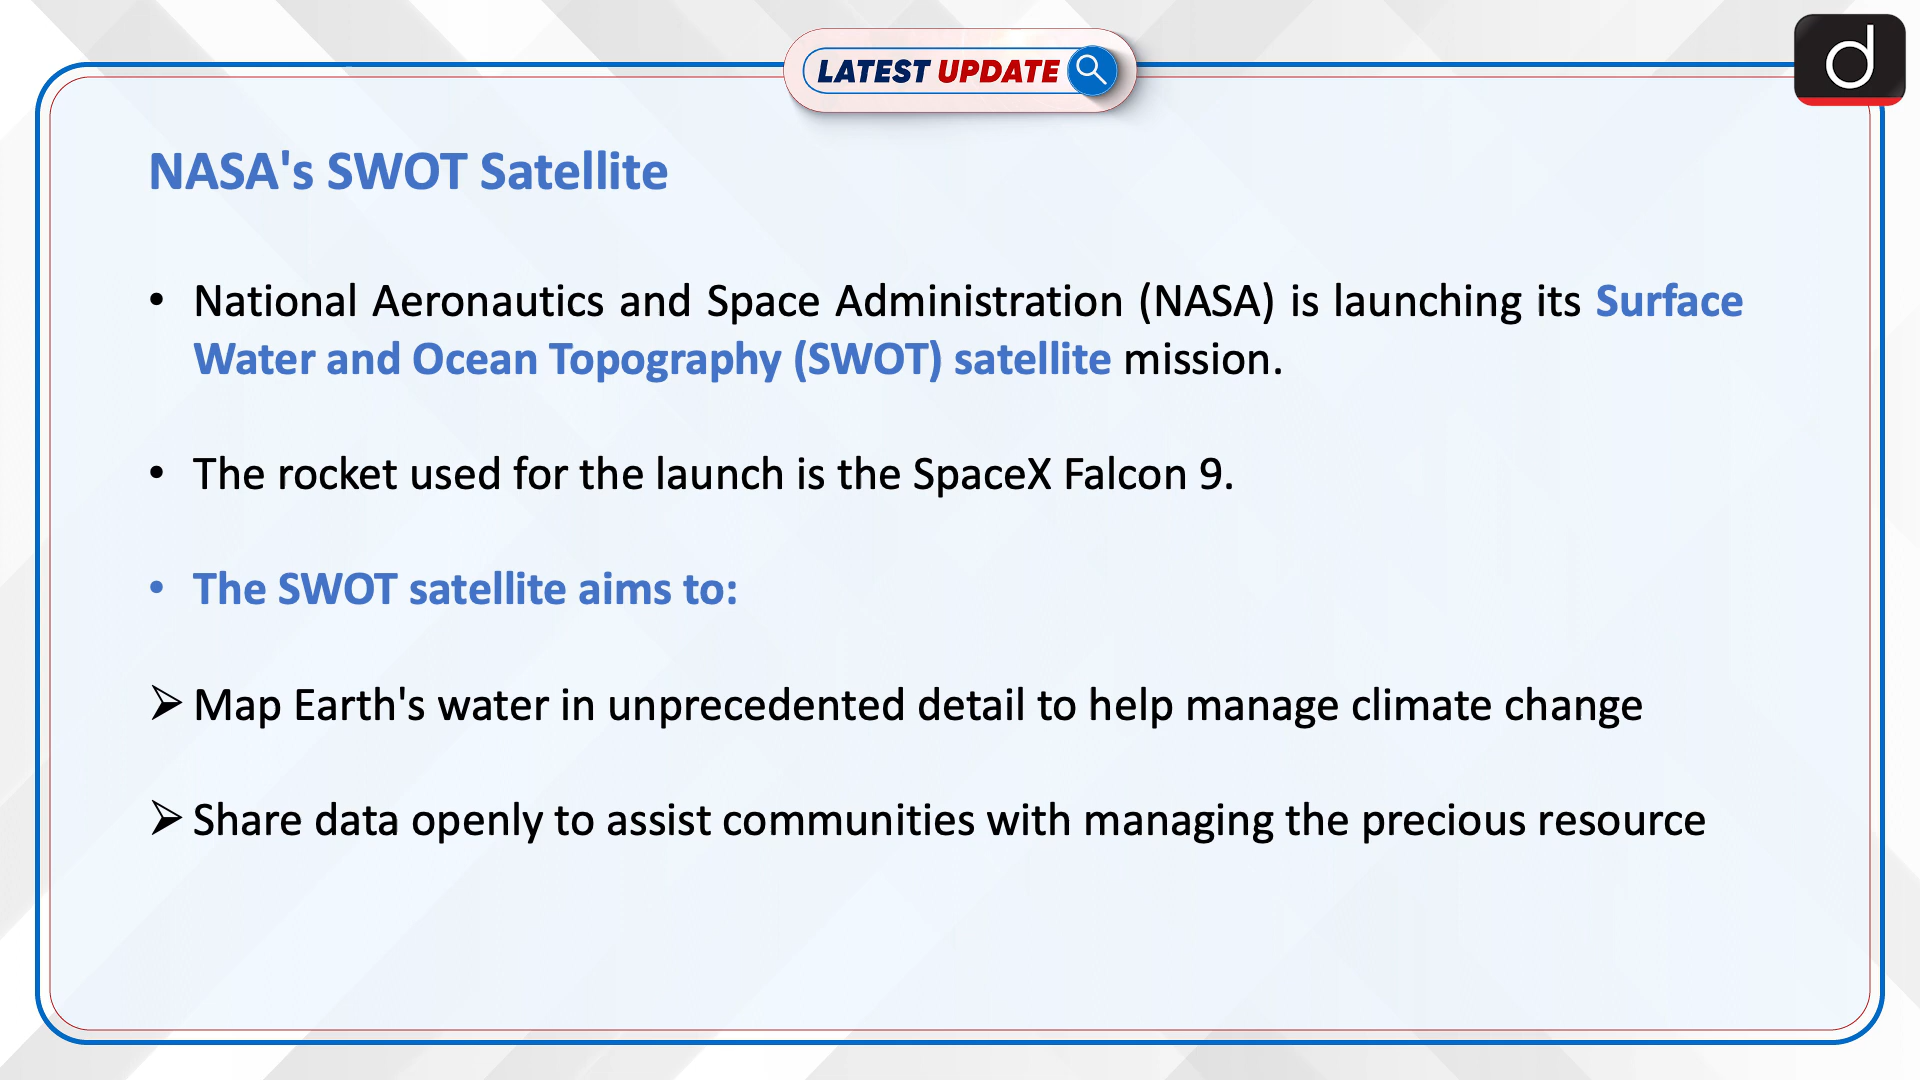 LATEST UPDATE
d
NASA's SWOT Satellite
• National Aeronautics and Space Administration (NASA) is launching its Surface
Water and Ocean Topography (SWOT) satellite mission.
• The rocket used for the launch is the SpaceX Falcon 9.
• The SWOT satellite aims to:
➢ Map Earth's water in unprecedented detail to help manage climate change
➢ Share data openly to assist communities with managing the precious resource